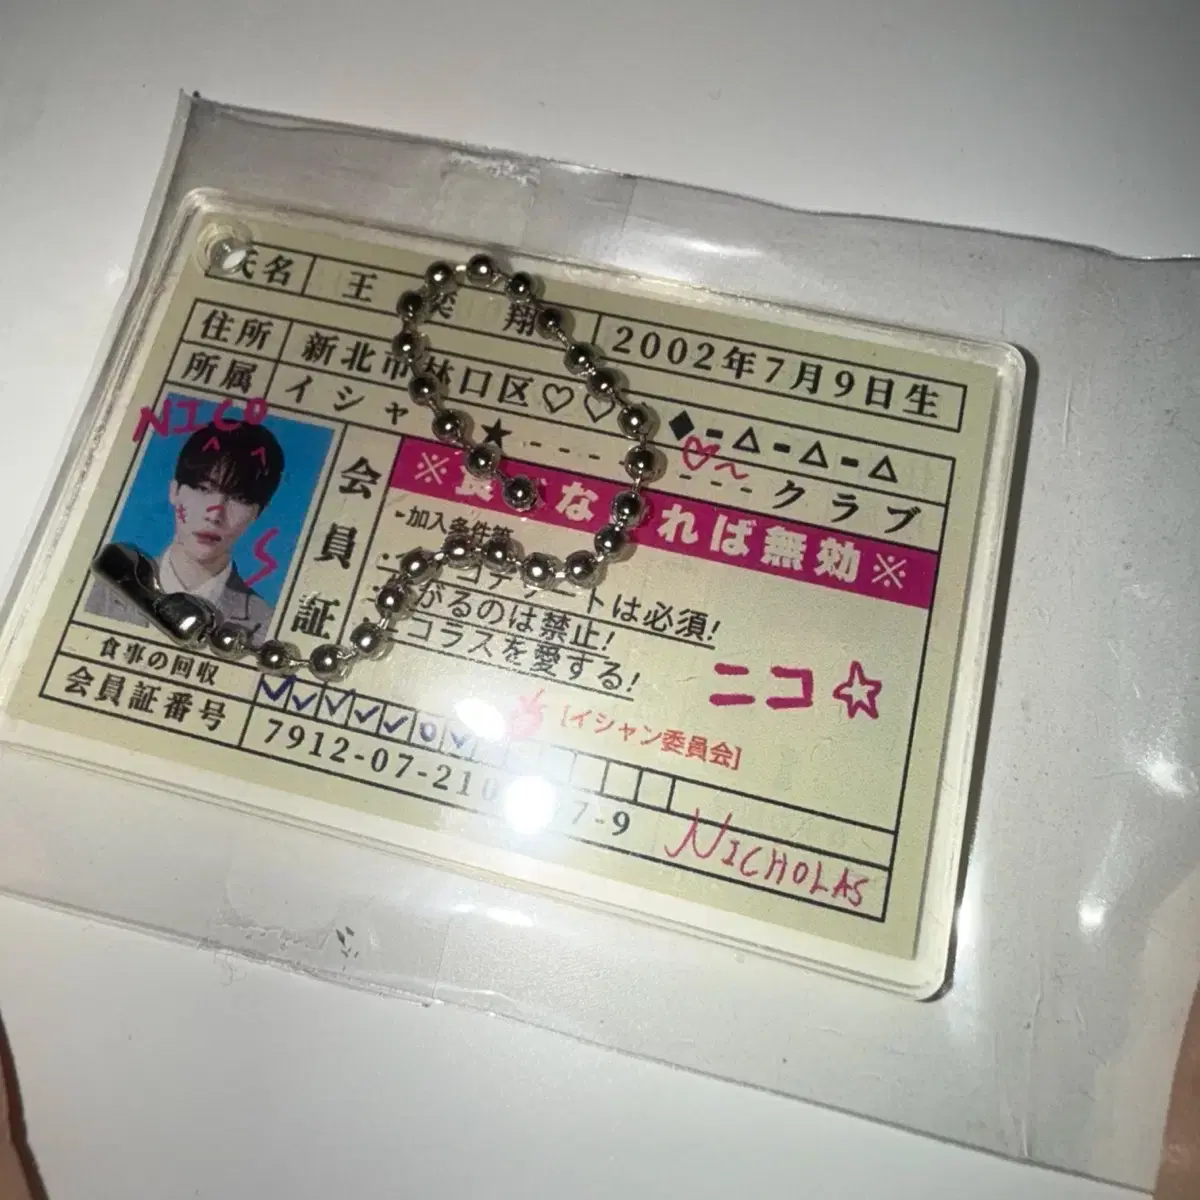 氏名 王 奕 翔 2002年7月9日生
住所 新北市林口区♡♡ ◆-△-△-△
所属 イシャ ★--- ♡~ ---クラブ
NICO
会員証
※ なければ無効※
-加入条件等
は必須!
がるのは禁止!
ニコラスを愛する!
ニコ☆
[イシャン委員会]
食事の回収
会員証番号 7912-07-210 7-9
NICHOLAS